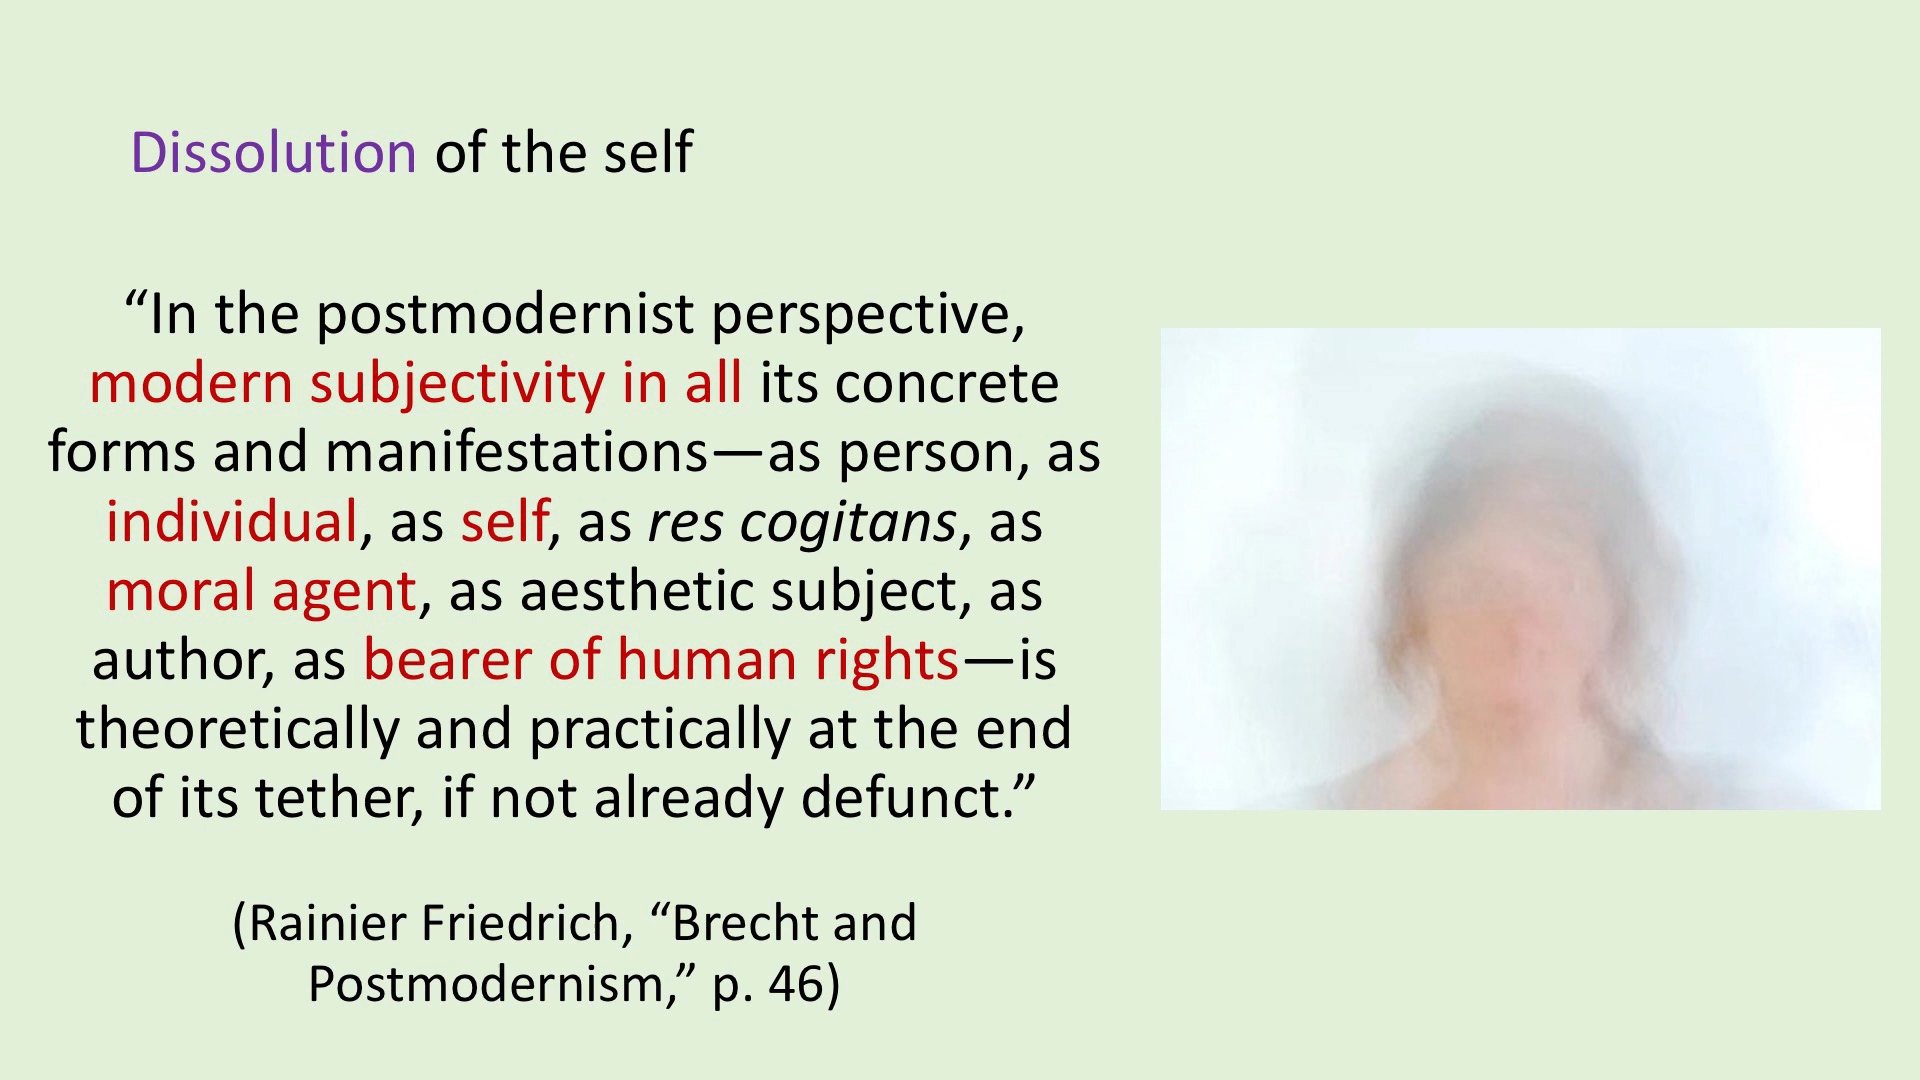 Dissolution of the self
“In the postmodernist perspective,
modern subjectivity in all its concrete
forms and manifestations—as person, as
individual, as self, as res cogitans, as
moral agent, as aesthetic subject, as
author, as bearer of human rights—is
theoretically and practically at the end
of its tether, if not already defunct.”
(Rainier Friedrich, “Brecht and
Postmodernism,” p. 46)